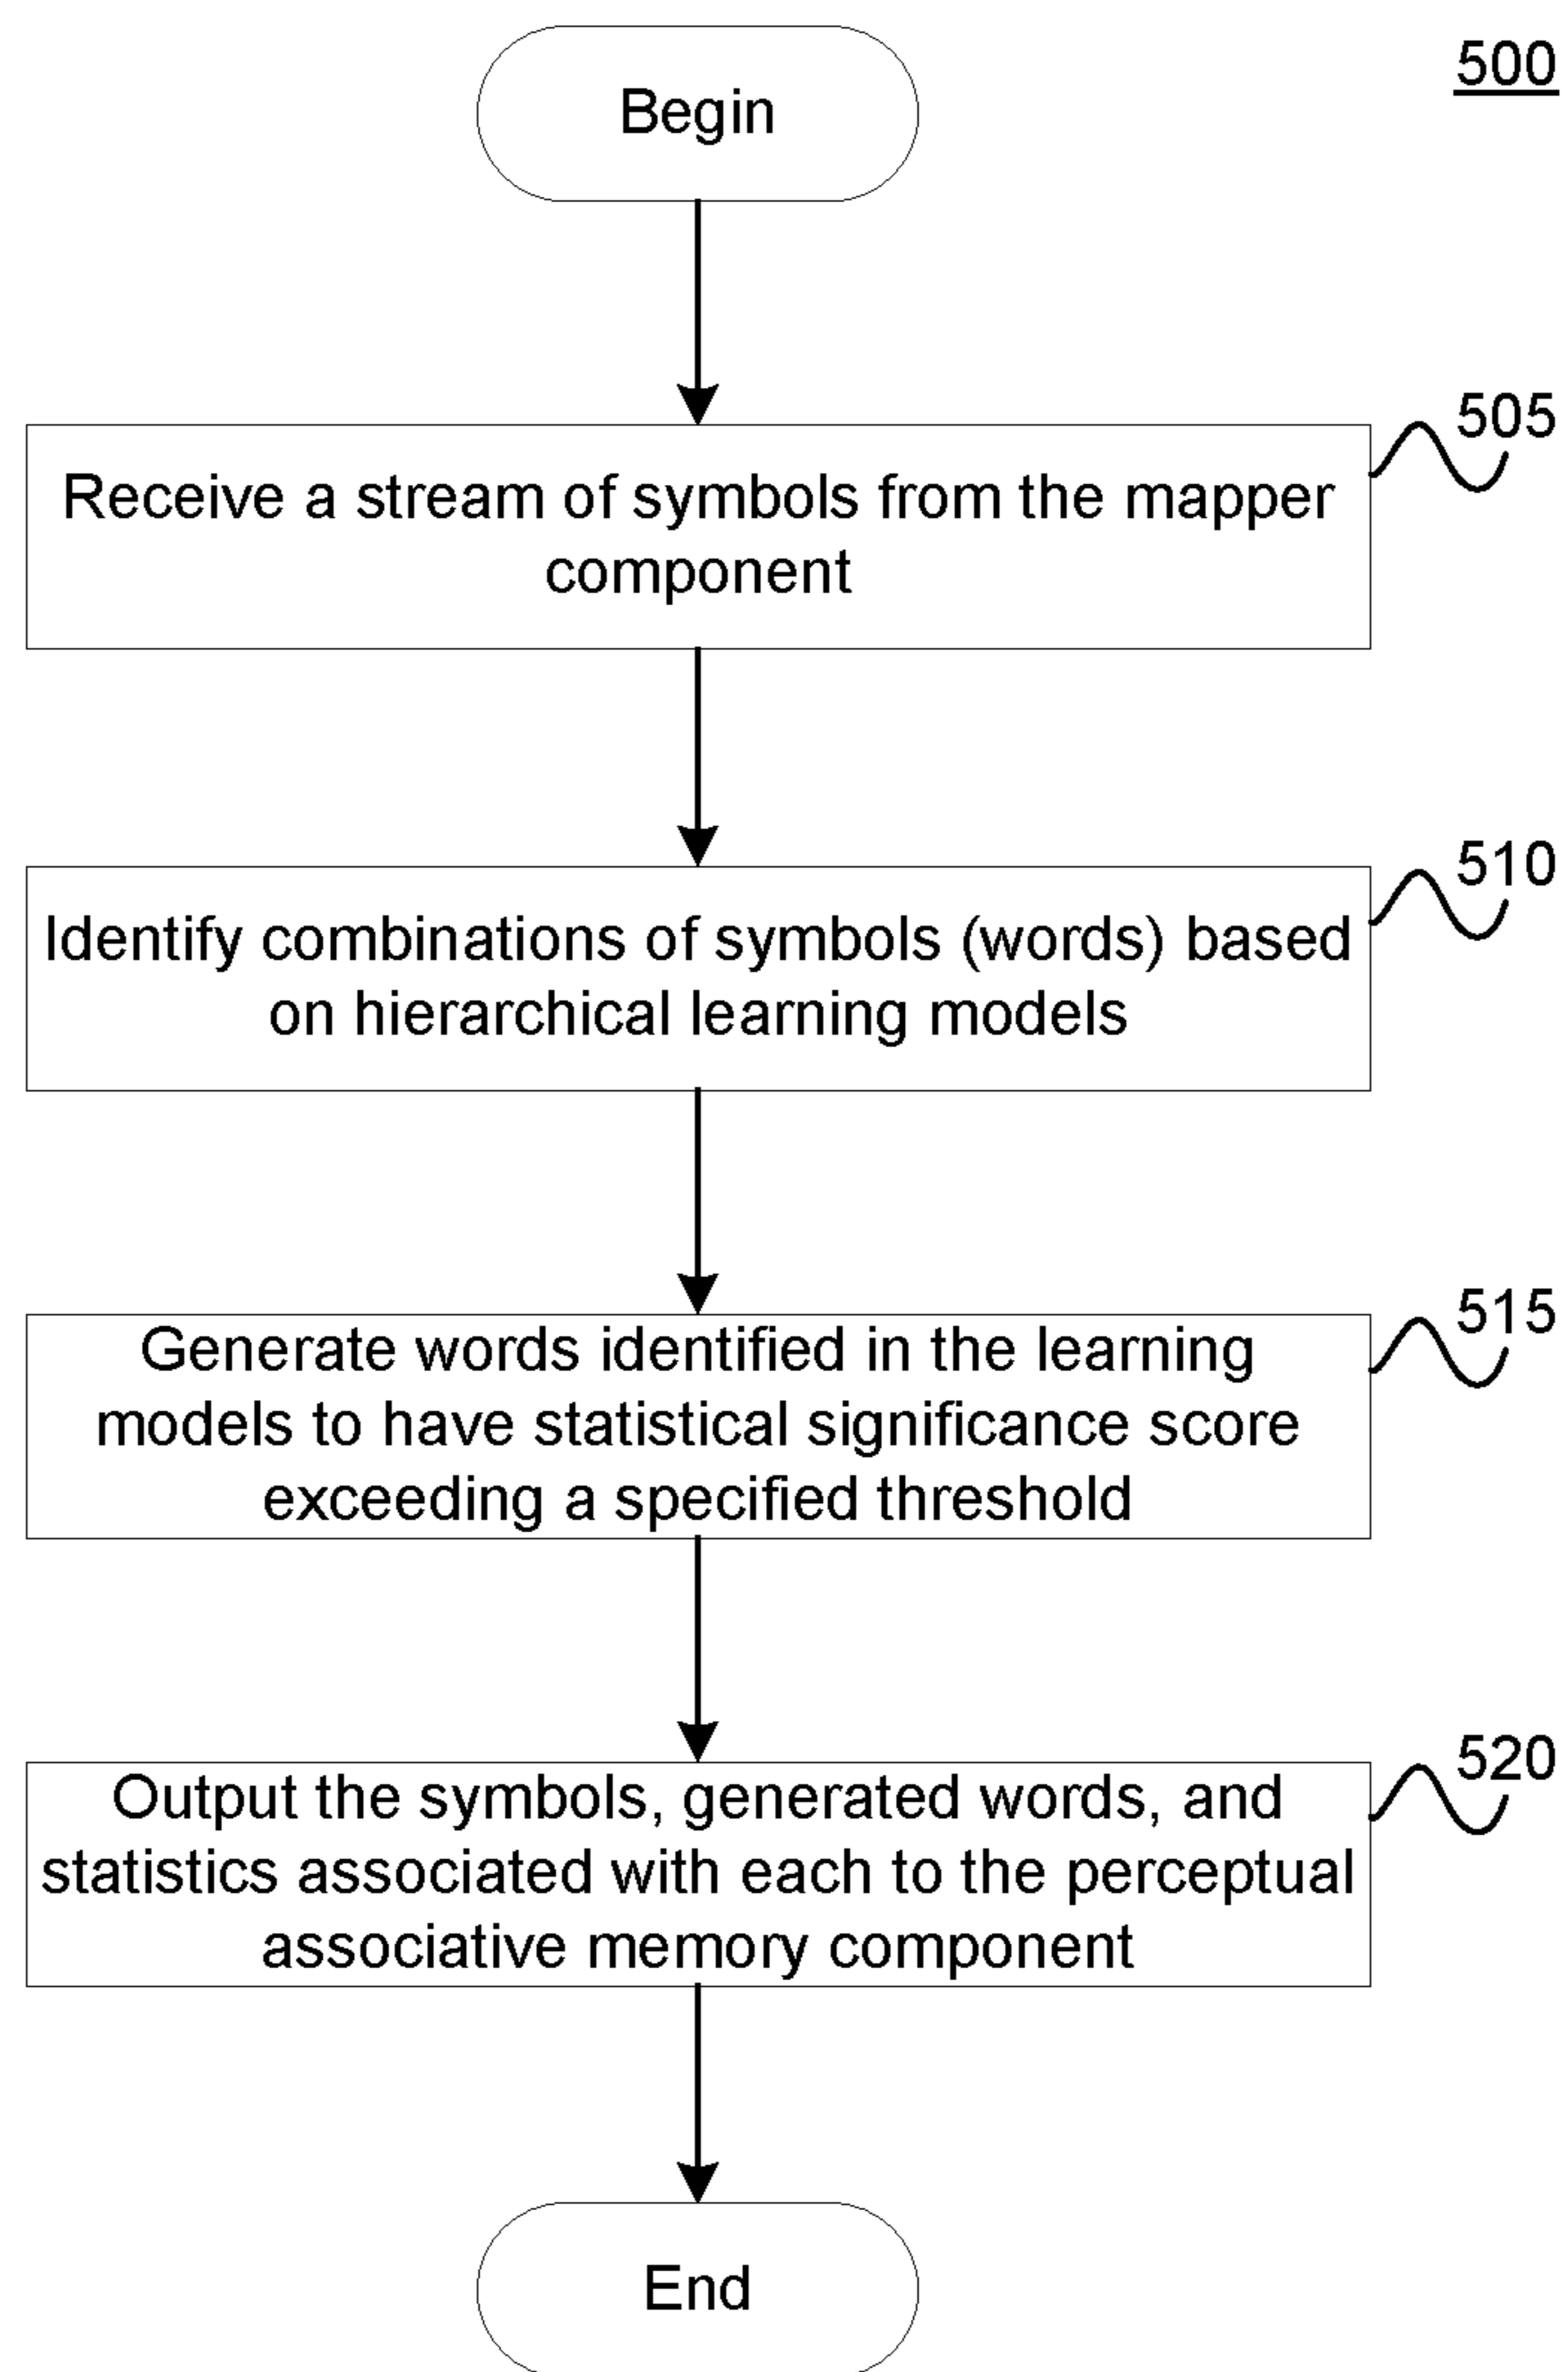 Begin
500
505
Receive a stream of symbols from the mapper
component
510
Identify combinations of symbols (words) based
on hierarchical learning models
515
Generate words identified in the learning
models to have statistical significance score
exceeding a specified threshold
520
Output the symbols, generated words, and
statistics associated with each to the perceptual
associative memory component
End